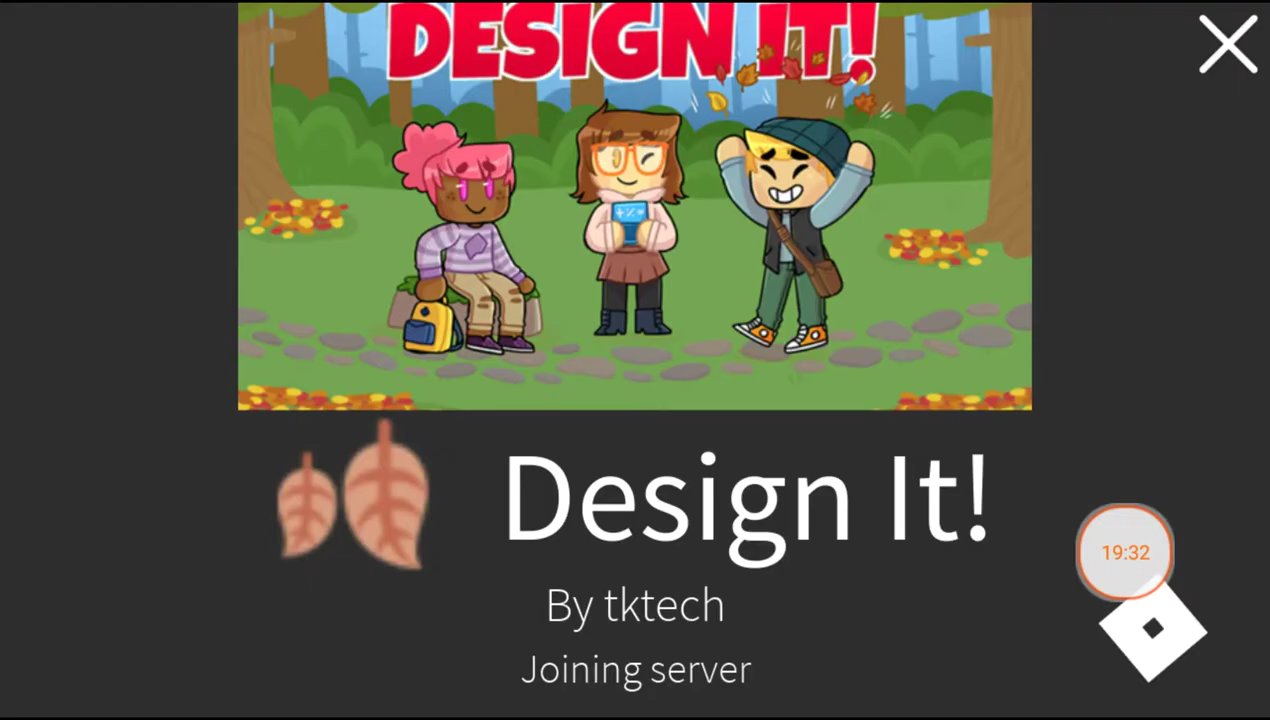 DESIGN IT!
Design It!
19:32
By tktech
Joining server